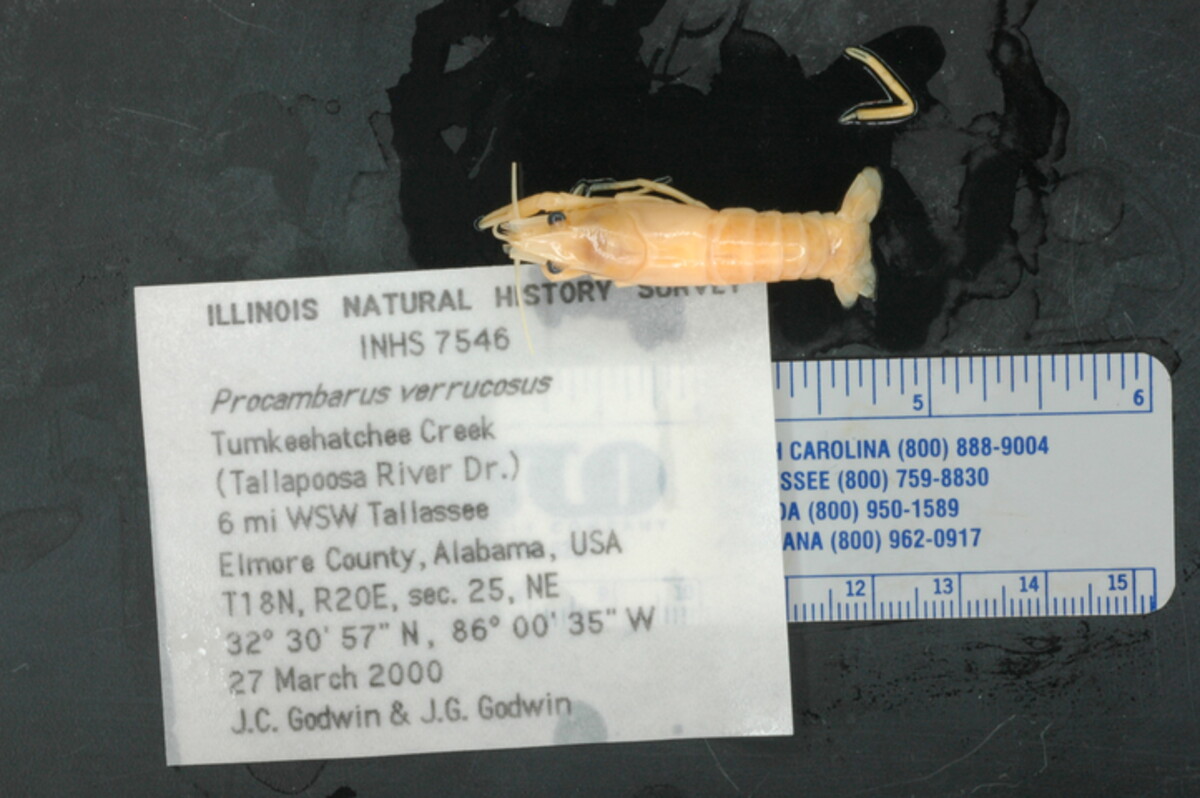 ILLINOIS NATURAL HISTORY SURVEY
INHS 7546
Procambarus verrucosus
Tumkeehatchee Creek
(Tallapoosa River Dr.)
6 mi WSW Tallassee
Elmore County, Alabama, USA
T18N, R20E, sec. 25, NE
32° 30' 57" N, 86° 00' 35" W
27 March 2000
J.C. Godwin & J.G. Godwin
5 6
CAROLINA (800) 888-9004
SSEE (800) 759-8830
DA (800) 950-1589
ANA (800) 962-0917
12 13 14 15